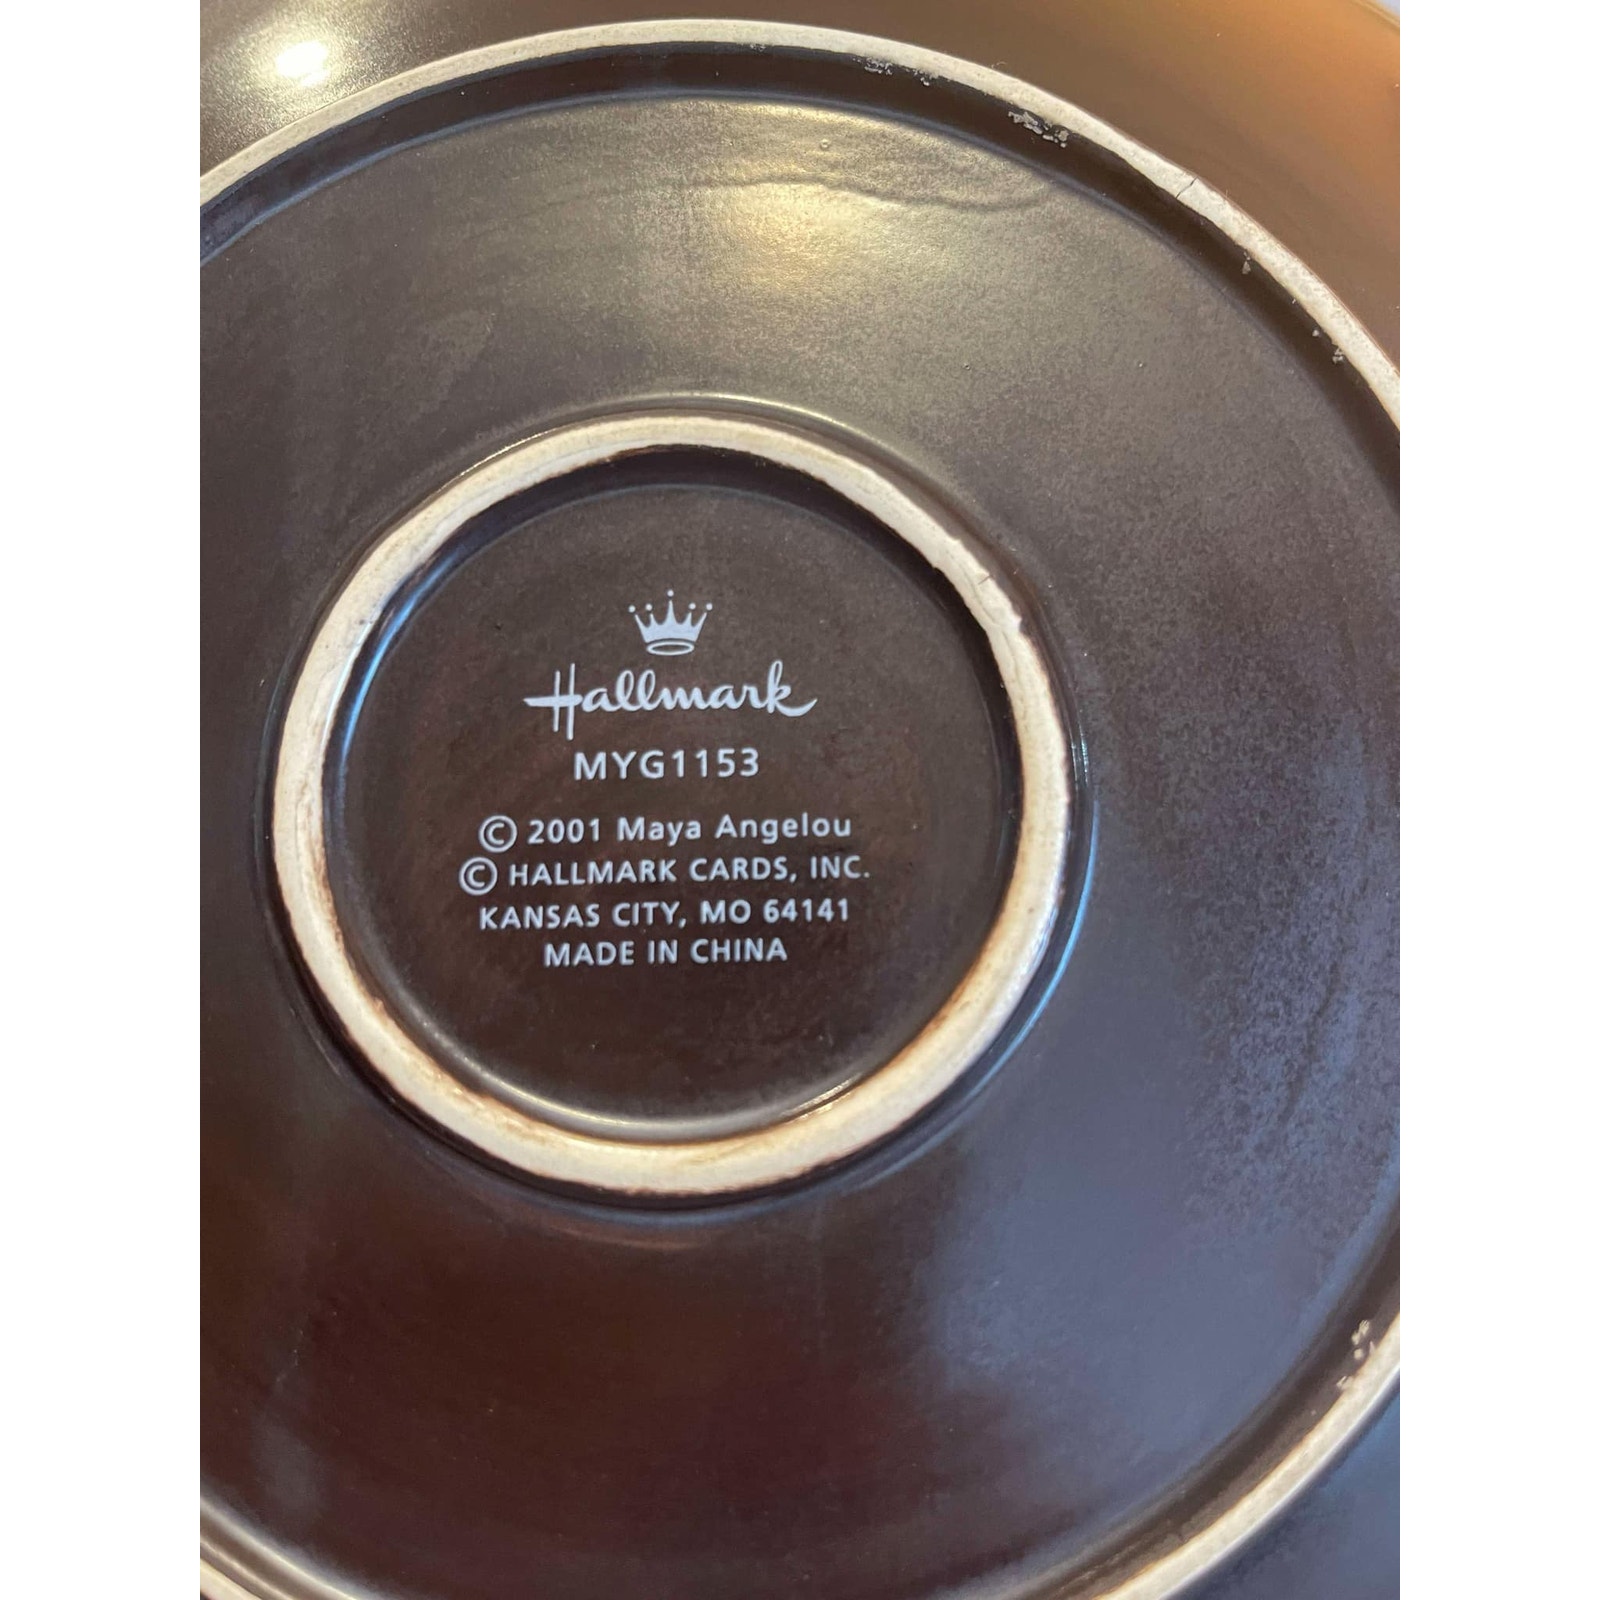 Hallmark
MYG1153
© 2001 Maya Angelou
© HALLMARK CARDS, INC.
KANSAS CITY, MO 64141
MADE IN CHINA